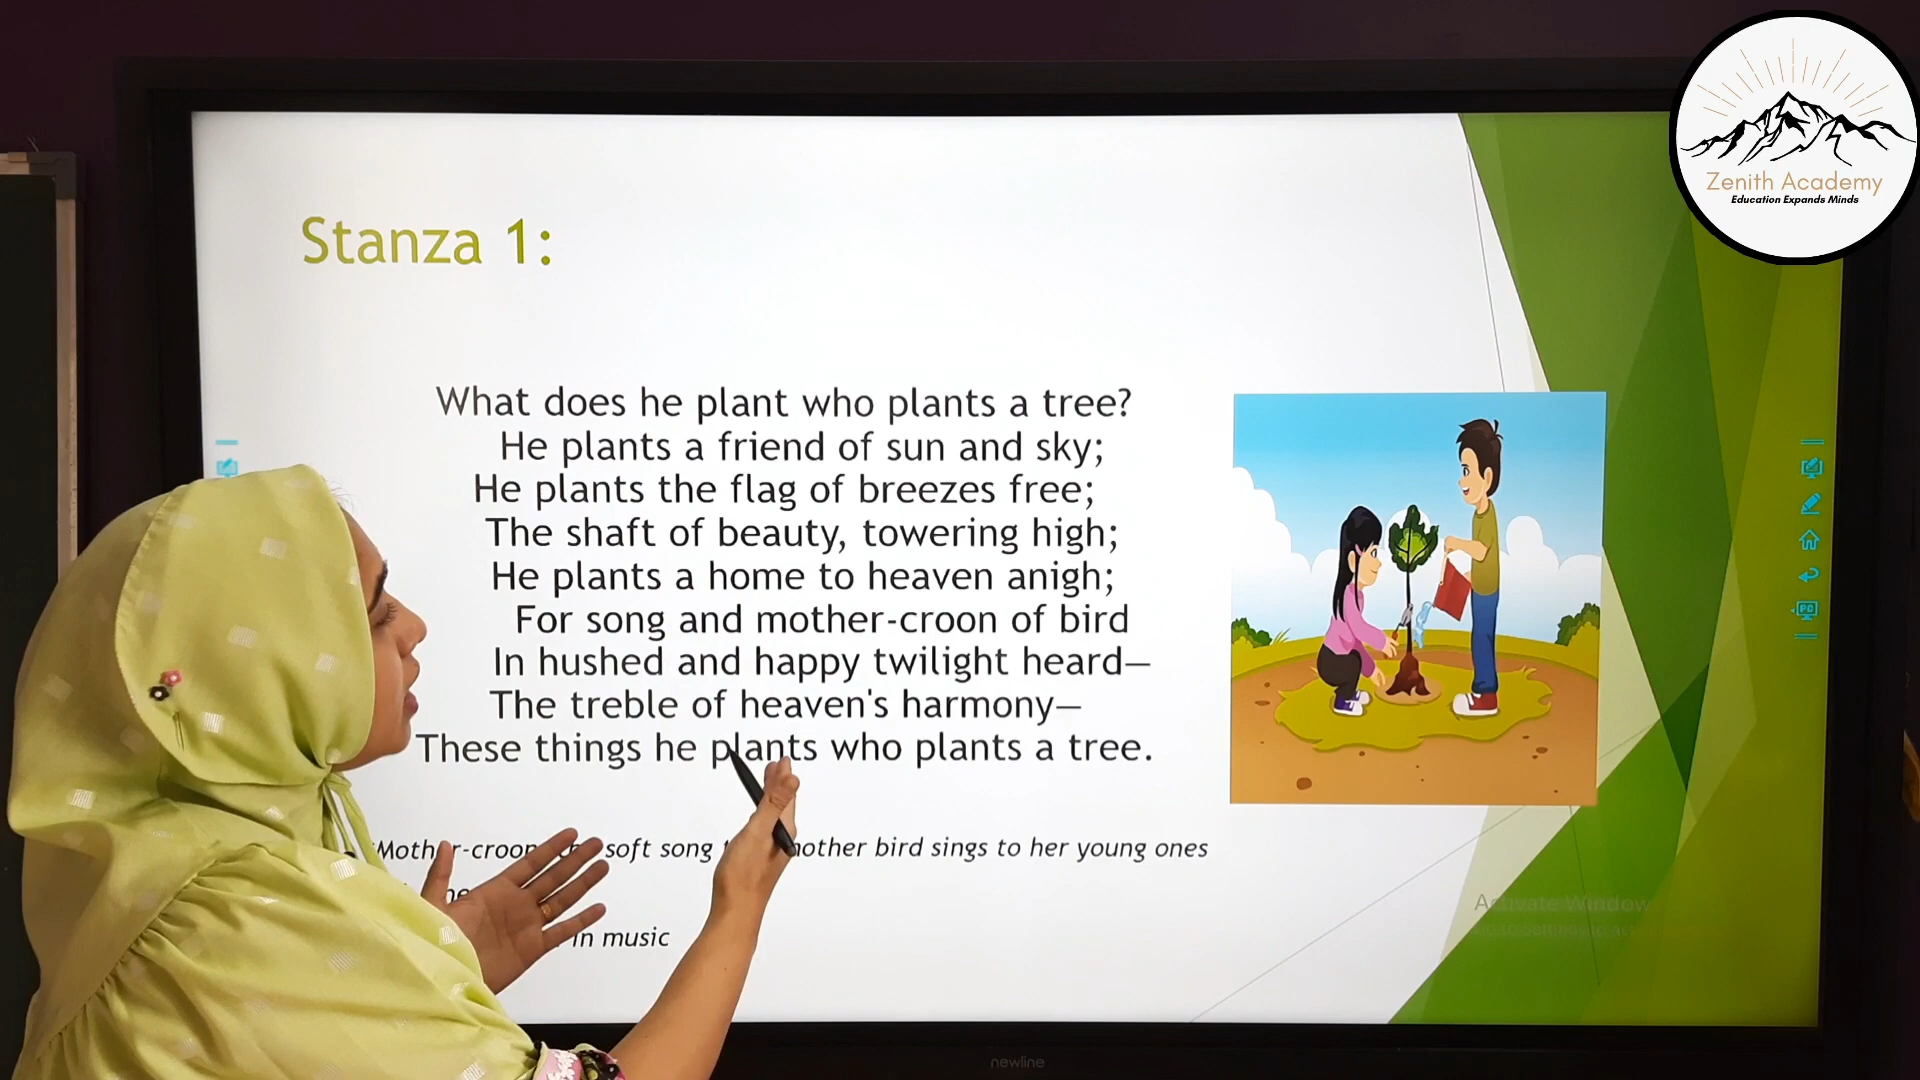 Zenith Academy
Education Expands Minds
Stanza 1:
What does he plant who plants a tree?
He plants a friend of sun and sky;
He plants the flag of breezes free;
The shaft of beauty, towering high;
He plants a home to heaven anigh;
For song and mother-croon of bird
In hushed and happy twilight heard—
The treble of heaven's harmony—
These things he plants who plants a tree.
soft song mother bird sings to her young ones
in music
Activate Window
PC
newline